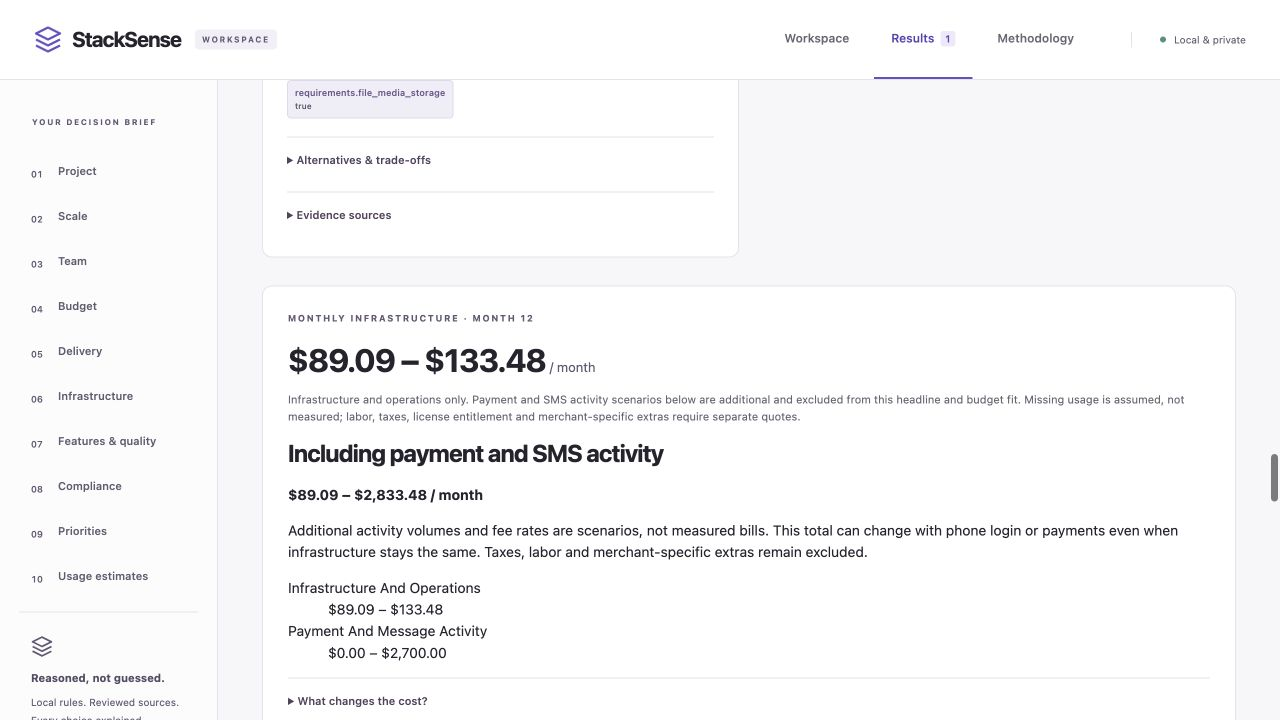 StackSense
WORKSPACE
Workspace
Results 1
Methodology
Local & private
YOUR DECISION BRIEF
01 Project
02 Scale
03 Team
04 Budget
05 Delivery
06 Infrastructure
07 Features & quality
08 Compliance
09 Priorities
10 Usage estimates
Reasoned, not guessed.
Local rules. Reviewed sources.
Every choice explained.
requirements.file_media_storage
true
Alternatives & trade-offs
Evidence sources
MONTHLY INFRASTRUCTURE · MONTH 12
$89.09 – $133.48 / month
Infrastructure and operations only. Payment and SMS activity scenarios below are additional and excluded from this headline and budget fit. Missing usage is assumed, not
measured; labor, taxes, license entitlement and merchant-specific extras require separate quotes.
Including payment and SMS activity
$89.09 – $2,833.48 / month
Additional activity volumes and fee rates are scenarios, not measured bills. This total can change with phone login or payments even when
infrastructure stays the same. Taxes, labor and merchant-specific extras remain excluded.
Infrastructure And Operations
$89.09 – $133.48
Payment And Message Activity
$0.00 – $2,700.00
What changes the cost?